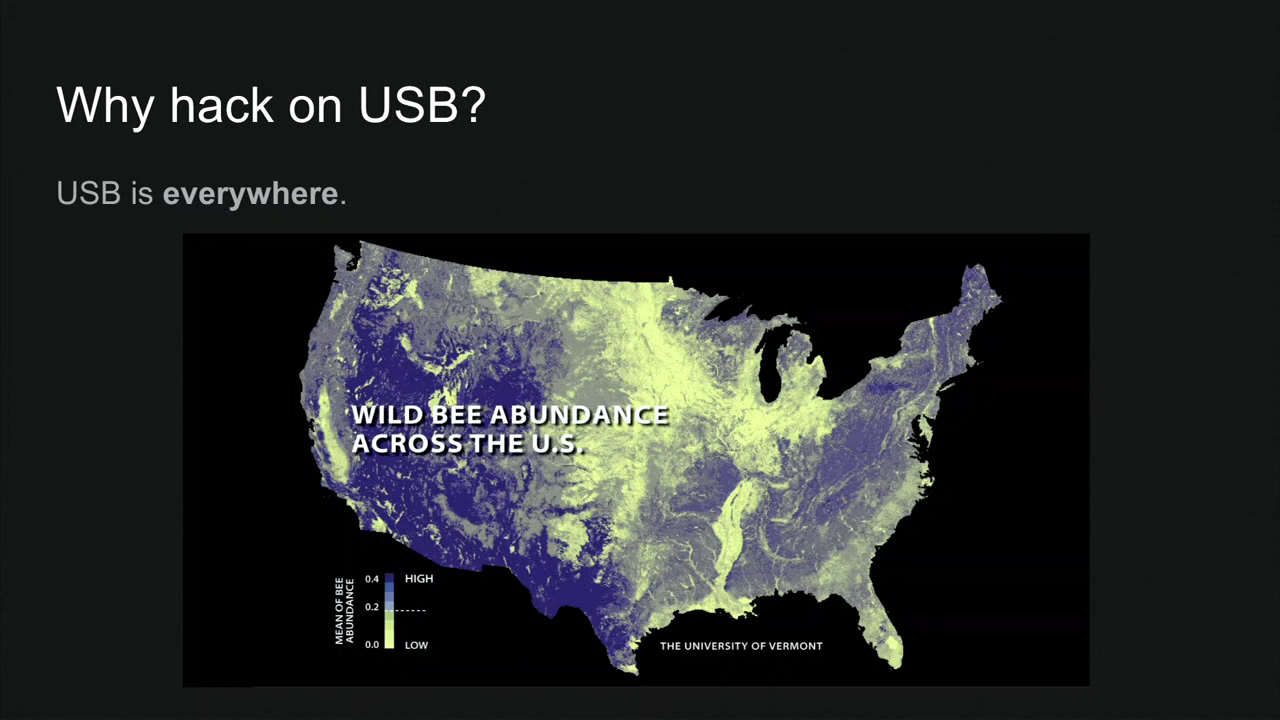 Why hack on USB?
USB is everywhere.
WILD BEE ABUNDANCE
ACROSS THE U.S.
MEAN OF BEE
ABUNDANCE
0.4 HIGH
0.2
0.0 LOW
THE UNIVERSITY OF VERMONT